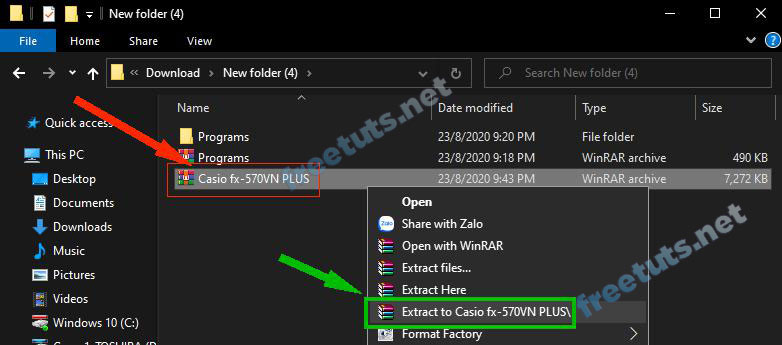 New folder (4)
File Home Share View
Download New folder (4) Search New folder (4)
Name Date modified Type Size
Quick access
This PC
Desktop
Documents
Downloads
Music
Pictures
Videos
Windows 10 (C:)
Programs 23/8/2020 9:20 PM File folder
Programs 23/8/2020 9:18 PM WinRAR archive 490 KB
Casio fx-570VN PLUS 23/8/2020 9:43 PM WinRAR archive 7,272 KB
Open
Zalo Share with Zalo
Open with WinRAR
Extract files...
Extract Here
Extract to Casio fx-570VN PLUS\
Format Factory
freetuts.net
freetuts.net
freetuts.net